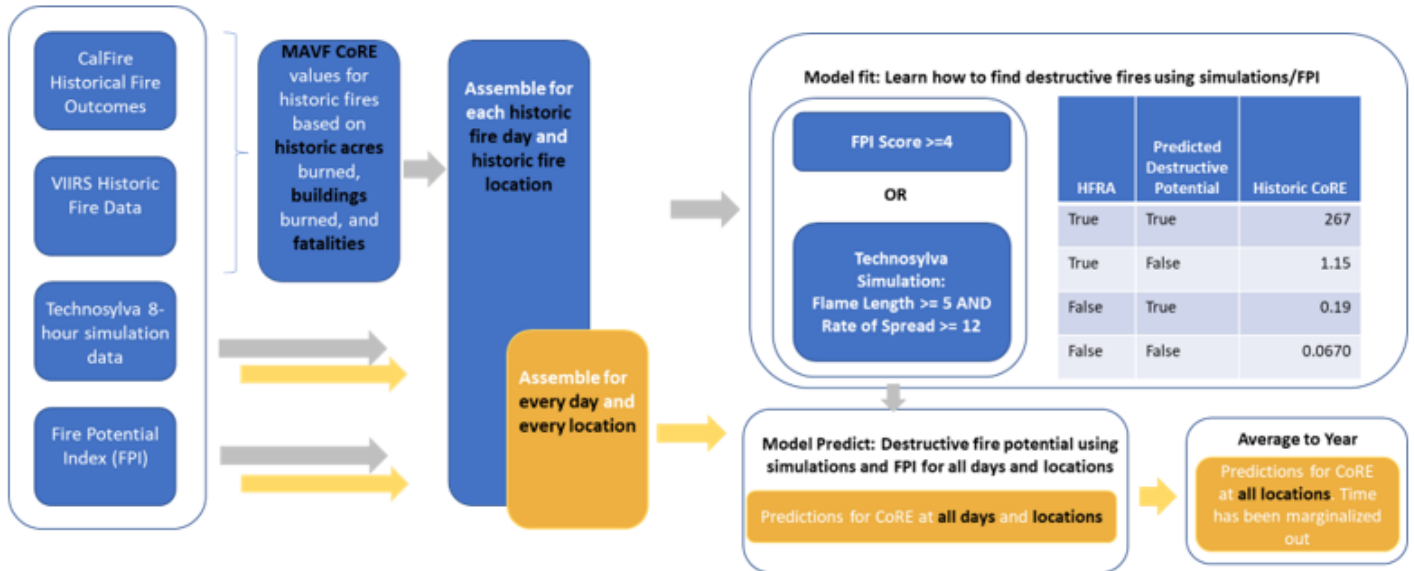 CalFire
Historical Fire
Outcomes
VIIRS Historic
Fire Data
Technosylva 8-
hour simulation
data
Fire Potential
Index (FPI)
MAVF CoRE
values for
historic fires
based on
historic acres
burned,
buildings
burned, and
fatalities
Assemble for
each historic
fire day and
historic fire
location
Assemble for
every day and
every location
Model fit: Learn how to find destructive fires using simulations/FPI
FPI Score >=4
OR
Technosylva
Simulation:
Flame Length >= 5 AND
Rate of Spread >= 12
HFRA
Predicted
Destructive
Potential
Historic CoRE
True True 267
True False 1.15
False True 0.19
False False 0.0670
Model Predict: Destructive fire potential using
simulations and FPI for all days and locations
Predictions for CoRE at all days and locations
Average to Year
Predictions for CoRE
at all locations. Time
has been marginalized
out